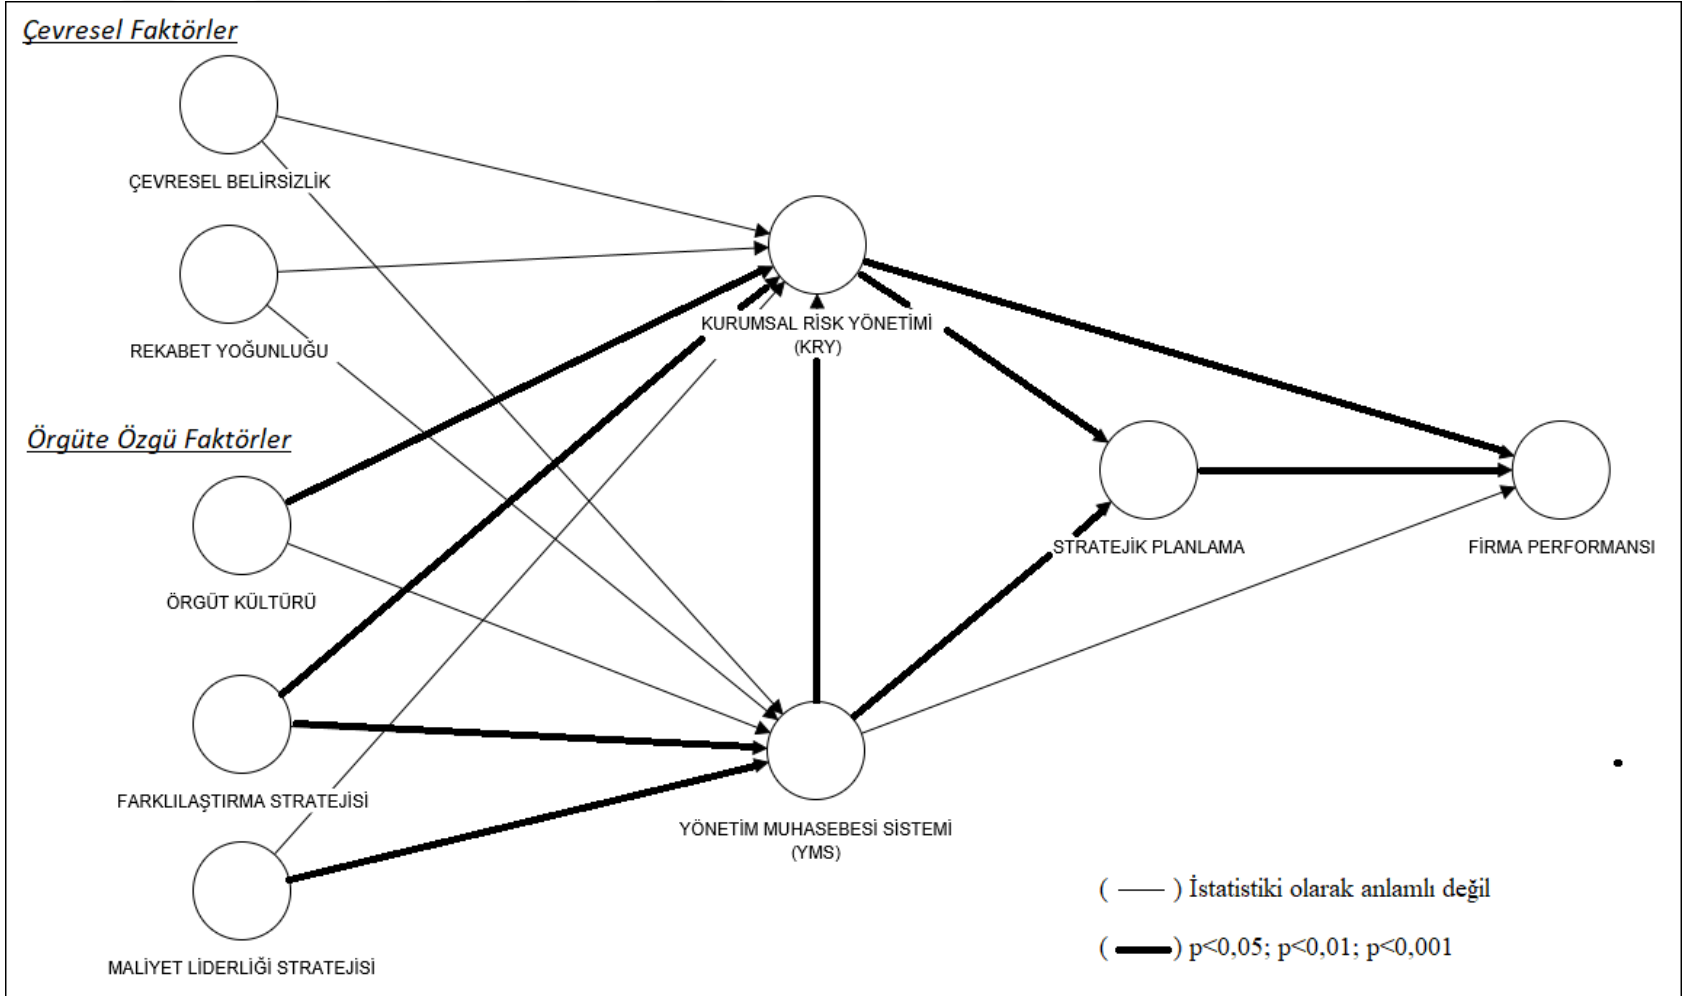 Çevresel Faktörler
ÇEVRESEL BELİRSİZLİK
REKABET YOĞUNLUĞU
KURUMSAL RİSK YÖNETİMİ
(KRY)
Örgüte Özgü Faktörler
ÖRGÜT KÜLTÜRÜ
STRATEJİK PLANLAMA
FİRMA PERFORMANSI
FARKLILAŞTIRMA STRATEJİSİ
YÖNETİM MUHASEBESİ SİSTEMİ
(YMS)
MALİYET LİDERLİĞİ STRATEJİSİ
( — ) İstatistiki olarak anlamlı değil
( — ) p<0,05; p<0,01; p<0,001